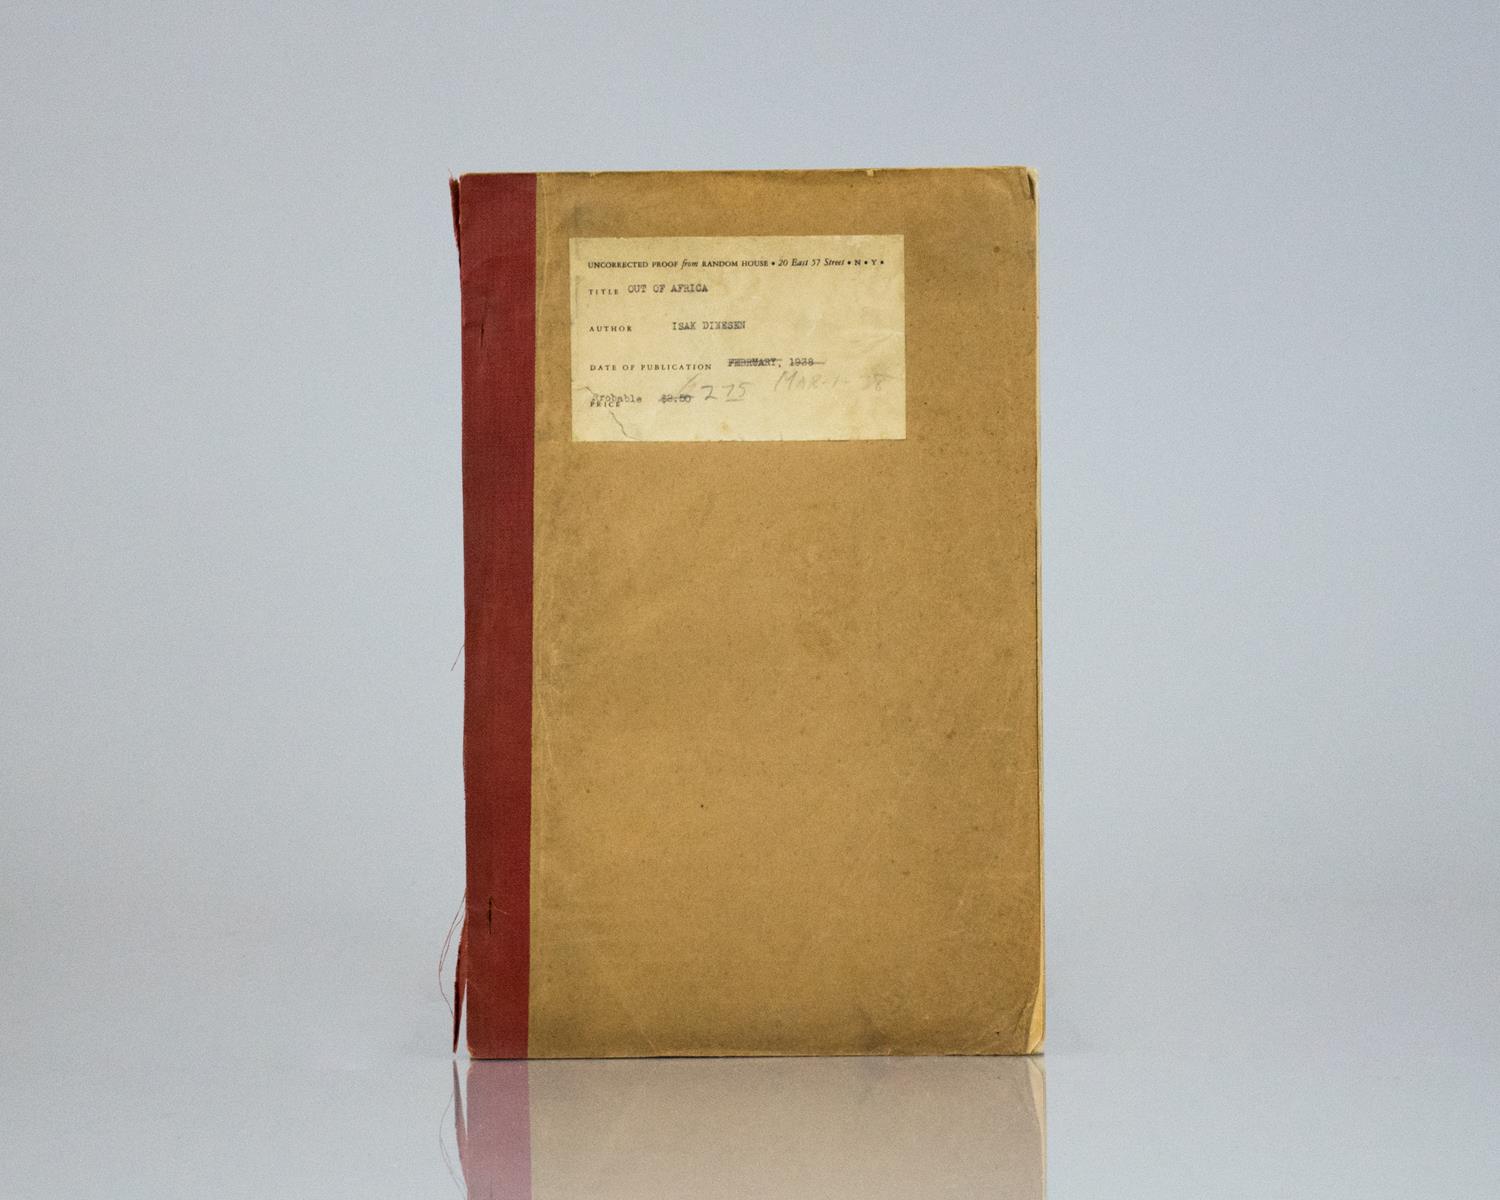 UNCORRECTED PROOF from RANDOM HOUSE • 20 East 57 Street • N • Y •
TITLE OUT OF AFRICA
AUTHOR ISAK DINESEN
DATE OF PUBLICATION FEBRUARY, 1938
MAR-1-38
Probable $2.50 2 75
PRICE